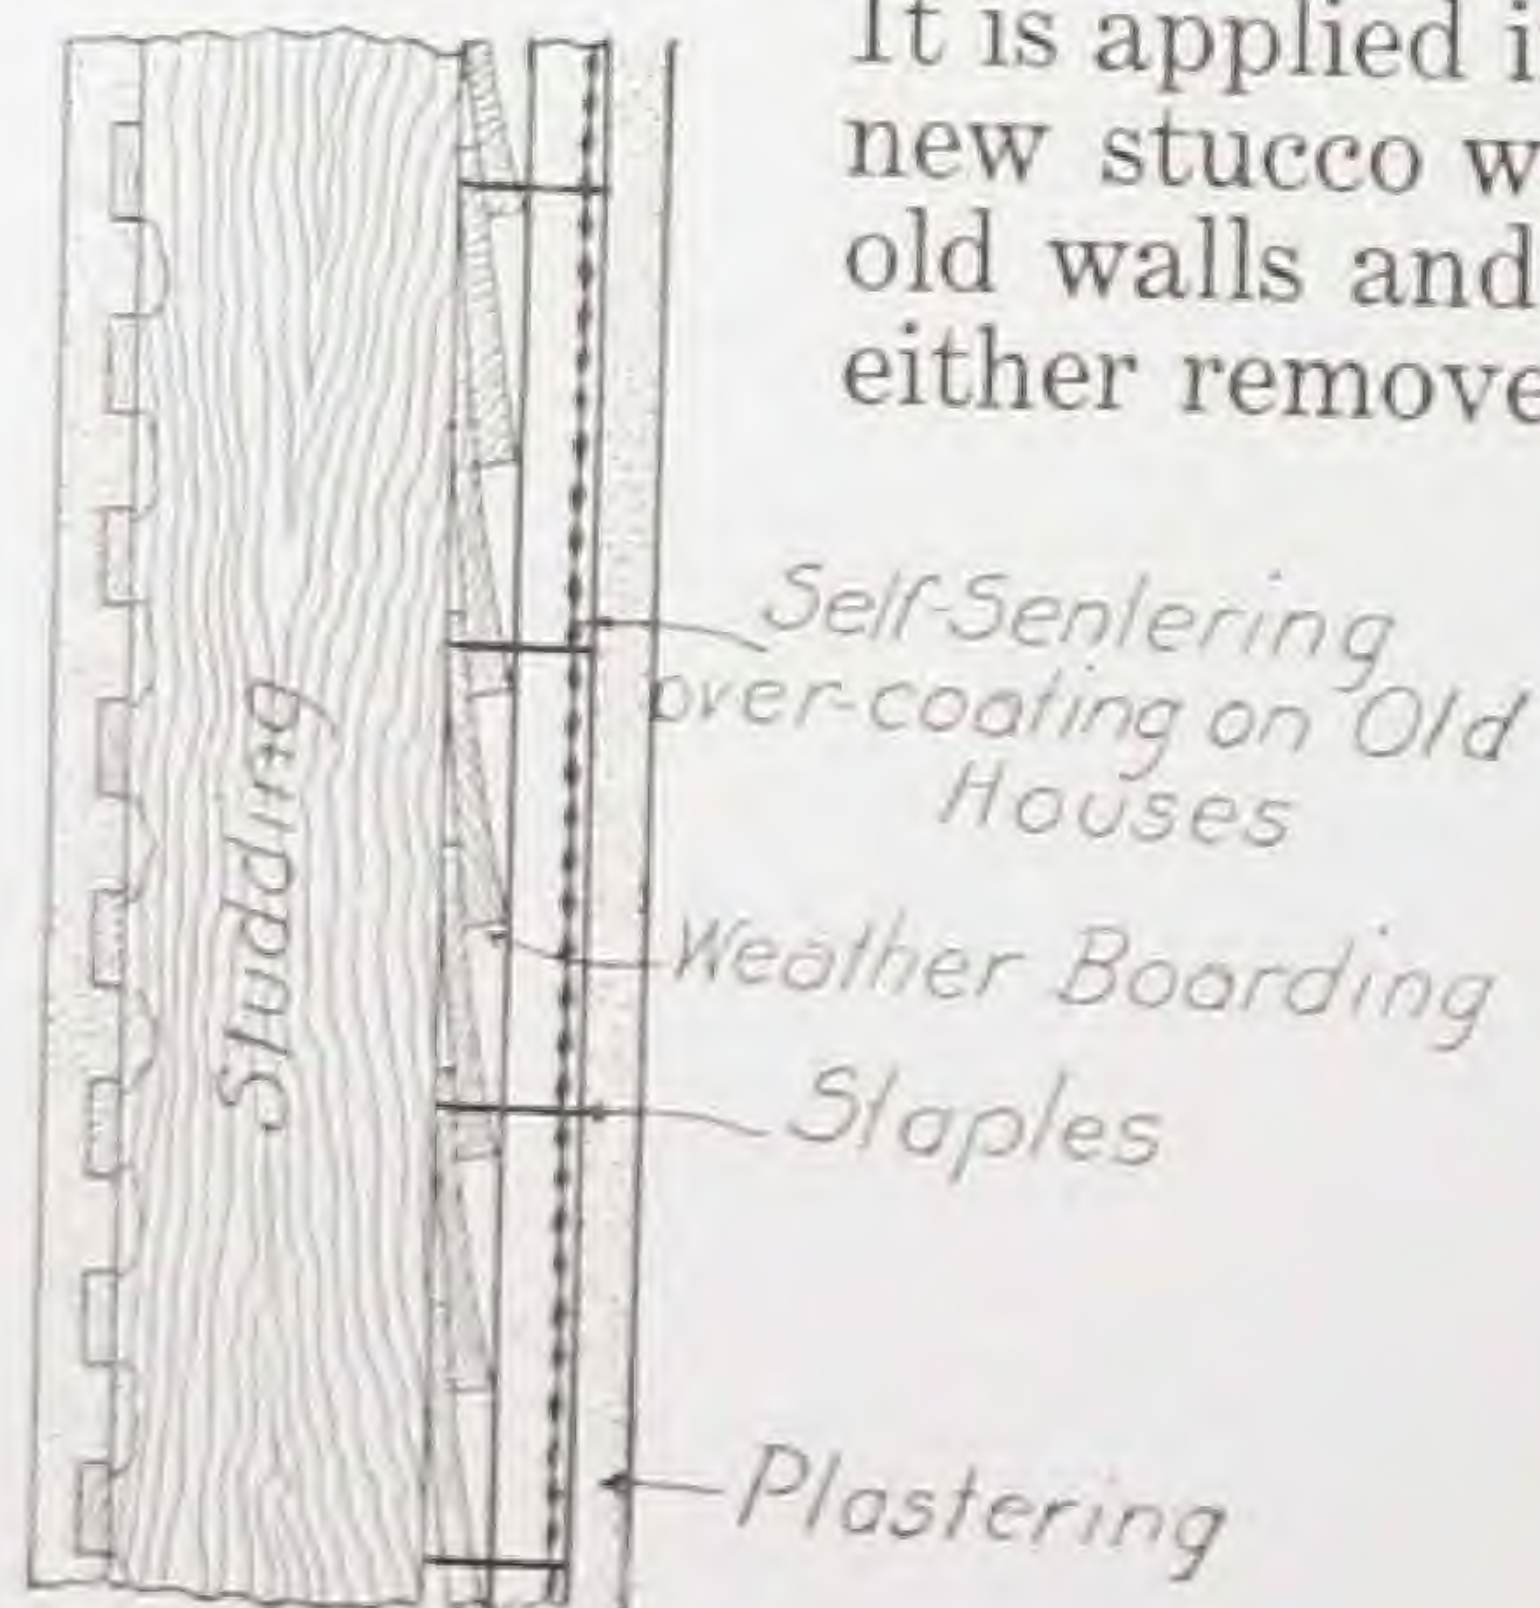 It is applied i
new stucco w
old walls and
either remove
Studding
Self-Sentering
over-coating on Old
Houses
Weather Boarding
Staples
Plastering